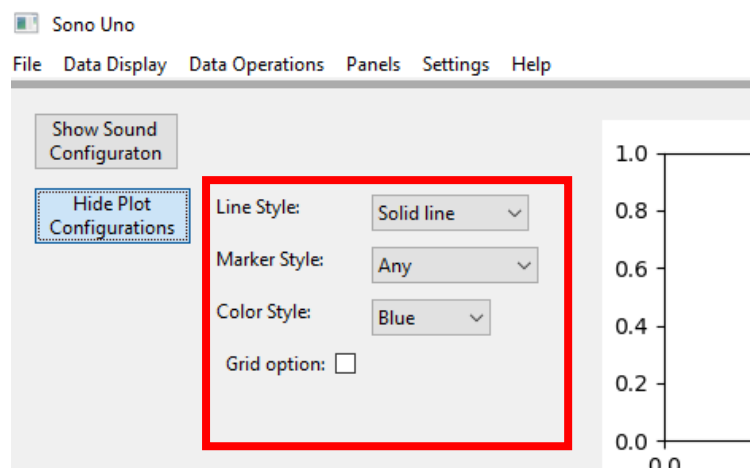 Sono Uno
File Data Display Data Operations Panels Settings Help
Show Sound
Configuraton
Hide Plot
Configurations
Line Style: Solid line
Marker Style: Any
Color Style: Blue
Grid option:
1.0
0.8
0.6
0.4
0.2
0.0
0.0